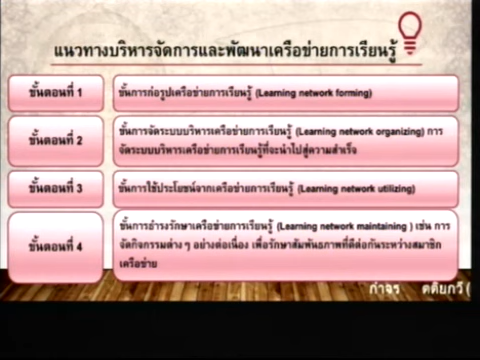 แนวทางบริหารจัดการและพัฒนาเครือข่ายการเรียนรู้
ขั้นตอนที่ 1
ขั้นการก่อรูปเครือข่ายการเรียนรู้ (Learning network forming)
ขั้นตอนที่ 2
ขั้นการจัดระบบบริหารเครือข่ายการเรียนรู้ (Learning network organizing) การ
จัดระบบบริหารเครือข่ายการเรียนรู้ที่จะนำไปสู่ความสำเร็จ
ขั้นตอนที่ 3
ขั้นการใช้ประโยชน์จากเครือข่ายการเรียนรู้ (Learning network utilizing)
ขั้นตอนที่ 4
ขั้นการธำรงรักษาเครือข่ายการเรียนรู้ (Learning network maintaining ) เช่น การ
จัดกิจกรรมต่าง ๆ อย่างต่อเนื่อง เพื่อรักษาสัมพันธภาพที่ดีต่อกันระหว่างสมาชิก
เครือข่าย
กำจร ตติยกวี (